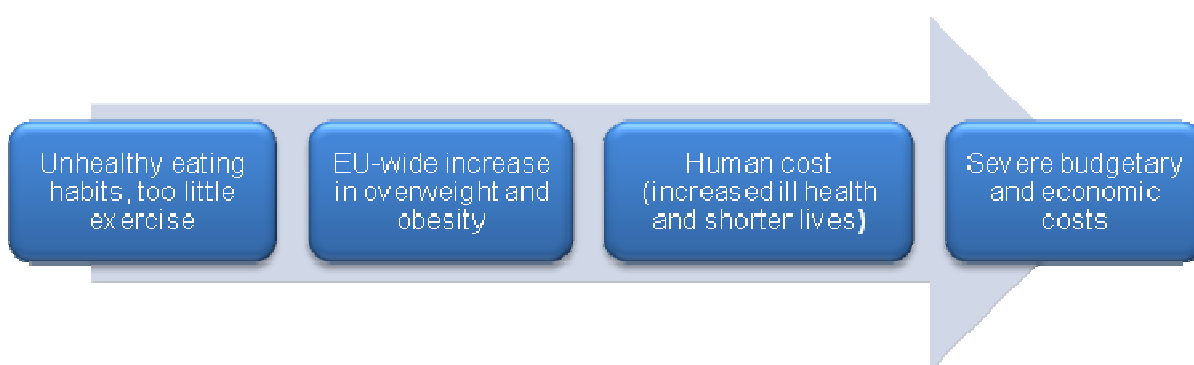 Unhealthy eating
habits, too little
exercise
EU-wide increase
in overweight and
obesity
Human cost
(increased ill health
and shorter lives)
Severe budgetary
and economic
costs